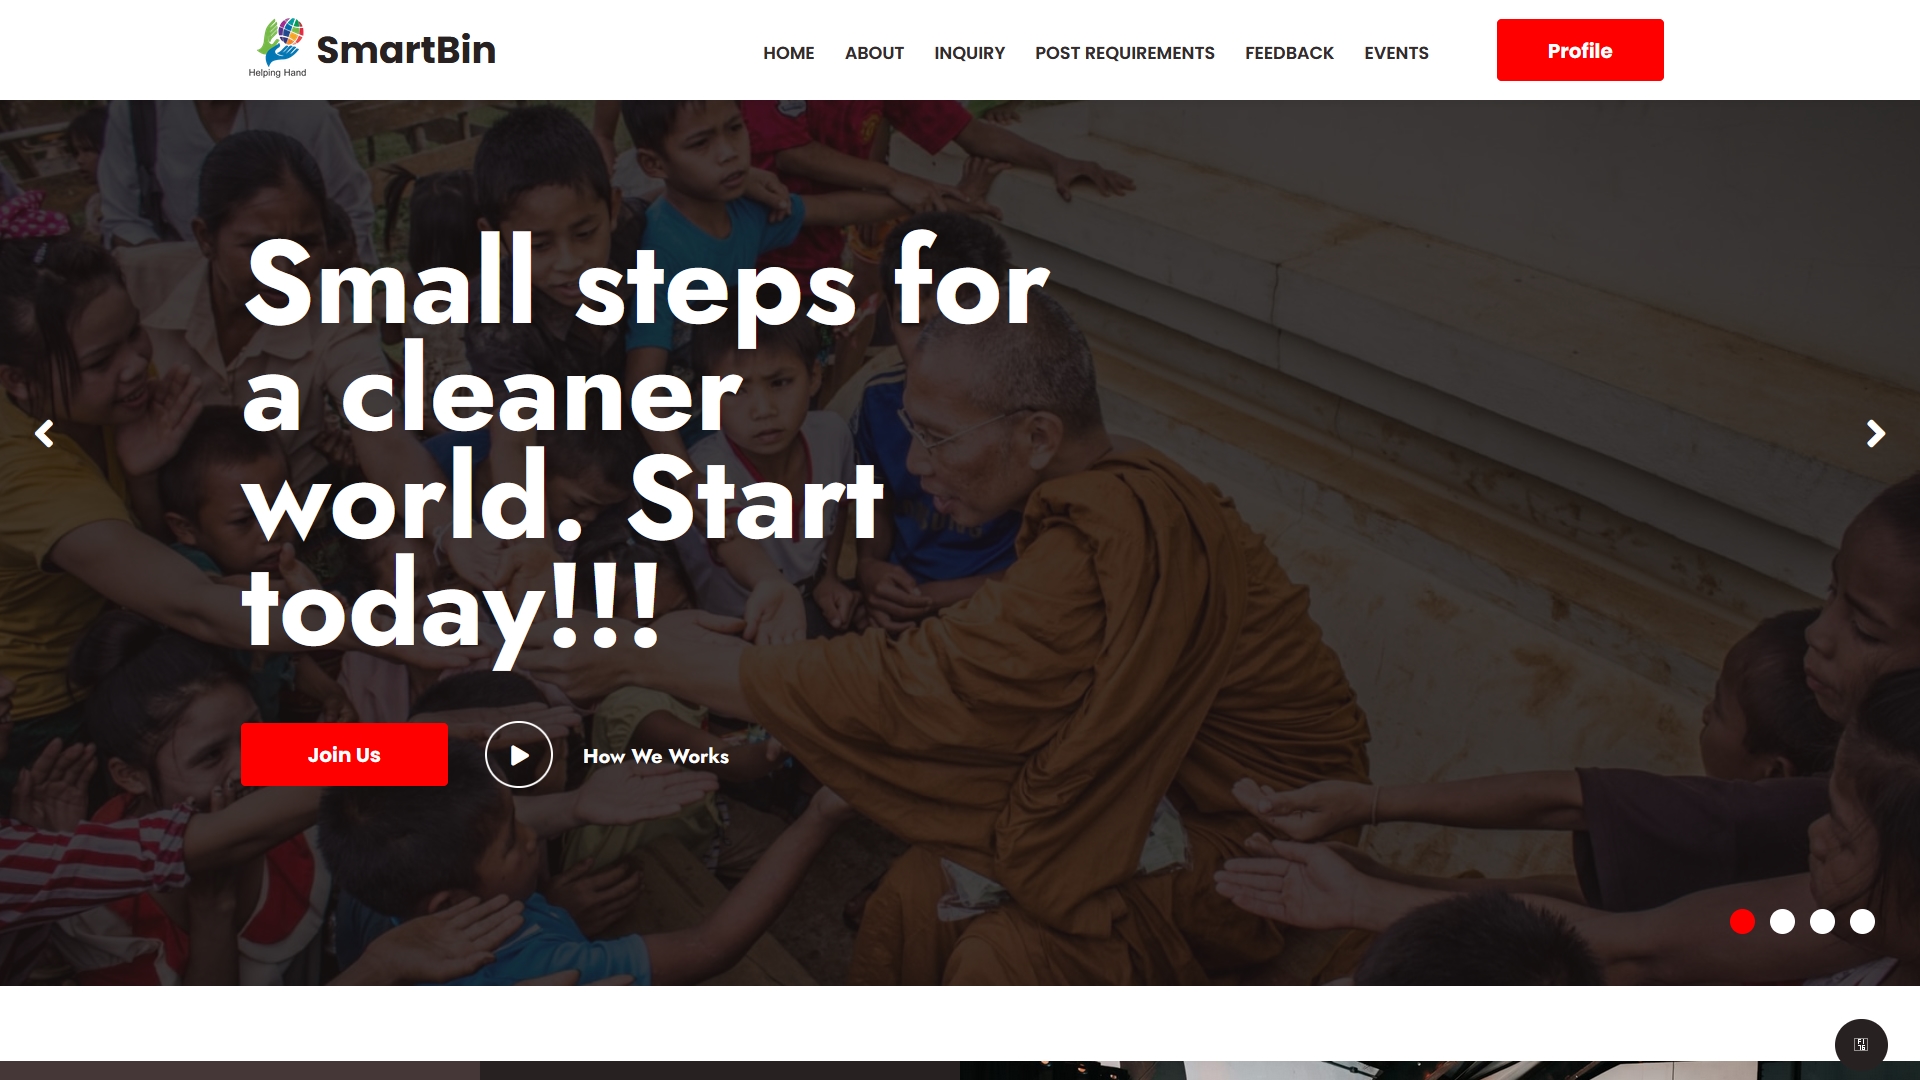 Helping Hand
SmartBin
HOME
ABOUT
INQUIRY
POST REQUIREMENTS
FEEDBACK
EVENTS
Profile
Small steps for
a cleaner
world. Start
today!!!
Join Us
How We Works